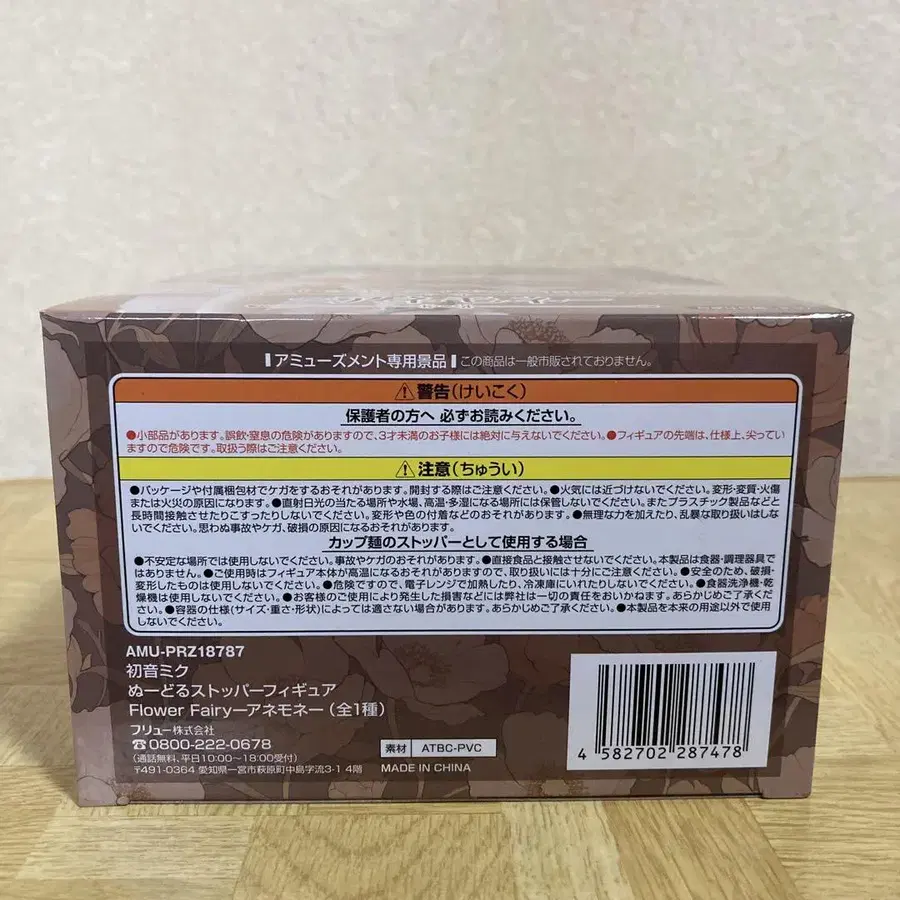 アミューズメント専用景品 この商品は一般市販されておりません。
⚠警告(けいこく)
保護者の方へ 必ずお読みください。
●小部品があります。誤飲・窒息の危険がありますので、3才未満のお子様には絶対に与えないでください。●フィギュアの先端は、仕様上、尖ってい
ますので危険です。取扱う際はご注意ください。
⚠注意(ちゅうい)
●パッケージや付属梱包材でケガをするおそれがあります。開封する際はご注意ください。●火気には近づけないでください。変形・変質・火傷
または火災の原因になります。●直射日光の当たる場所や水場、高温・多湿になる場所には保管しないでください。またプラスチック製品などと
長時間接触させたりこすったりしないでください。変形や色の付着などのおそれがあります。●無理な力を加えたり、乱暴な取り扱いはしな
いでください。思わぬ事故やケガ、破損の原因になるおそれがあります。
カップ麺のストッパーとして使用する場合
●不安定な場所では使用しないでください。事故やケガのおそれがあります。●直接食品と接触させないでください。本製品は食器・調理器具で
はありません。●ご使用時はフィギュア本体が高温になるおそれがありますので、取り扱いには十分にご注意ください。●安全のため、破損・
変形したものは使用しないでください。●危険ですので、電子レンジで加熱したり、冷凍庫にいれたりしないでください。●食器洗浄機・乾
燥機は使用しないでください。●お客様のご使用により発生した損害などには弊社は一切の責任をおいかねます。あらかじめご了承ください。
●容器の仕様(サイズ・重さ・形状)によっては適さない場合があります。あらかじめご了承ください。●本製品を本来の用途以外で使用
しないでください。
AMU-PRZ18787
初音ミク
ぬーどるストッパーフィギュア
Flower Fairyーアネモネー(全1種)
フリュー株式会社
☎0800-222-0678
(通話無料、平日10:00〜18:00受付)
〒491-0364 愛知県一宮市萩原町中島字流3-1 4階
素材 ATBC-PVC
MADE IN CHINA
4 582702 287478